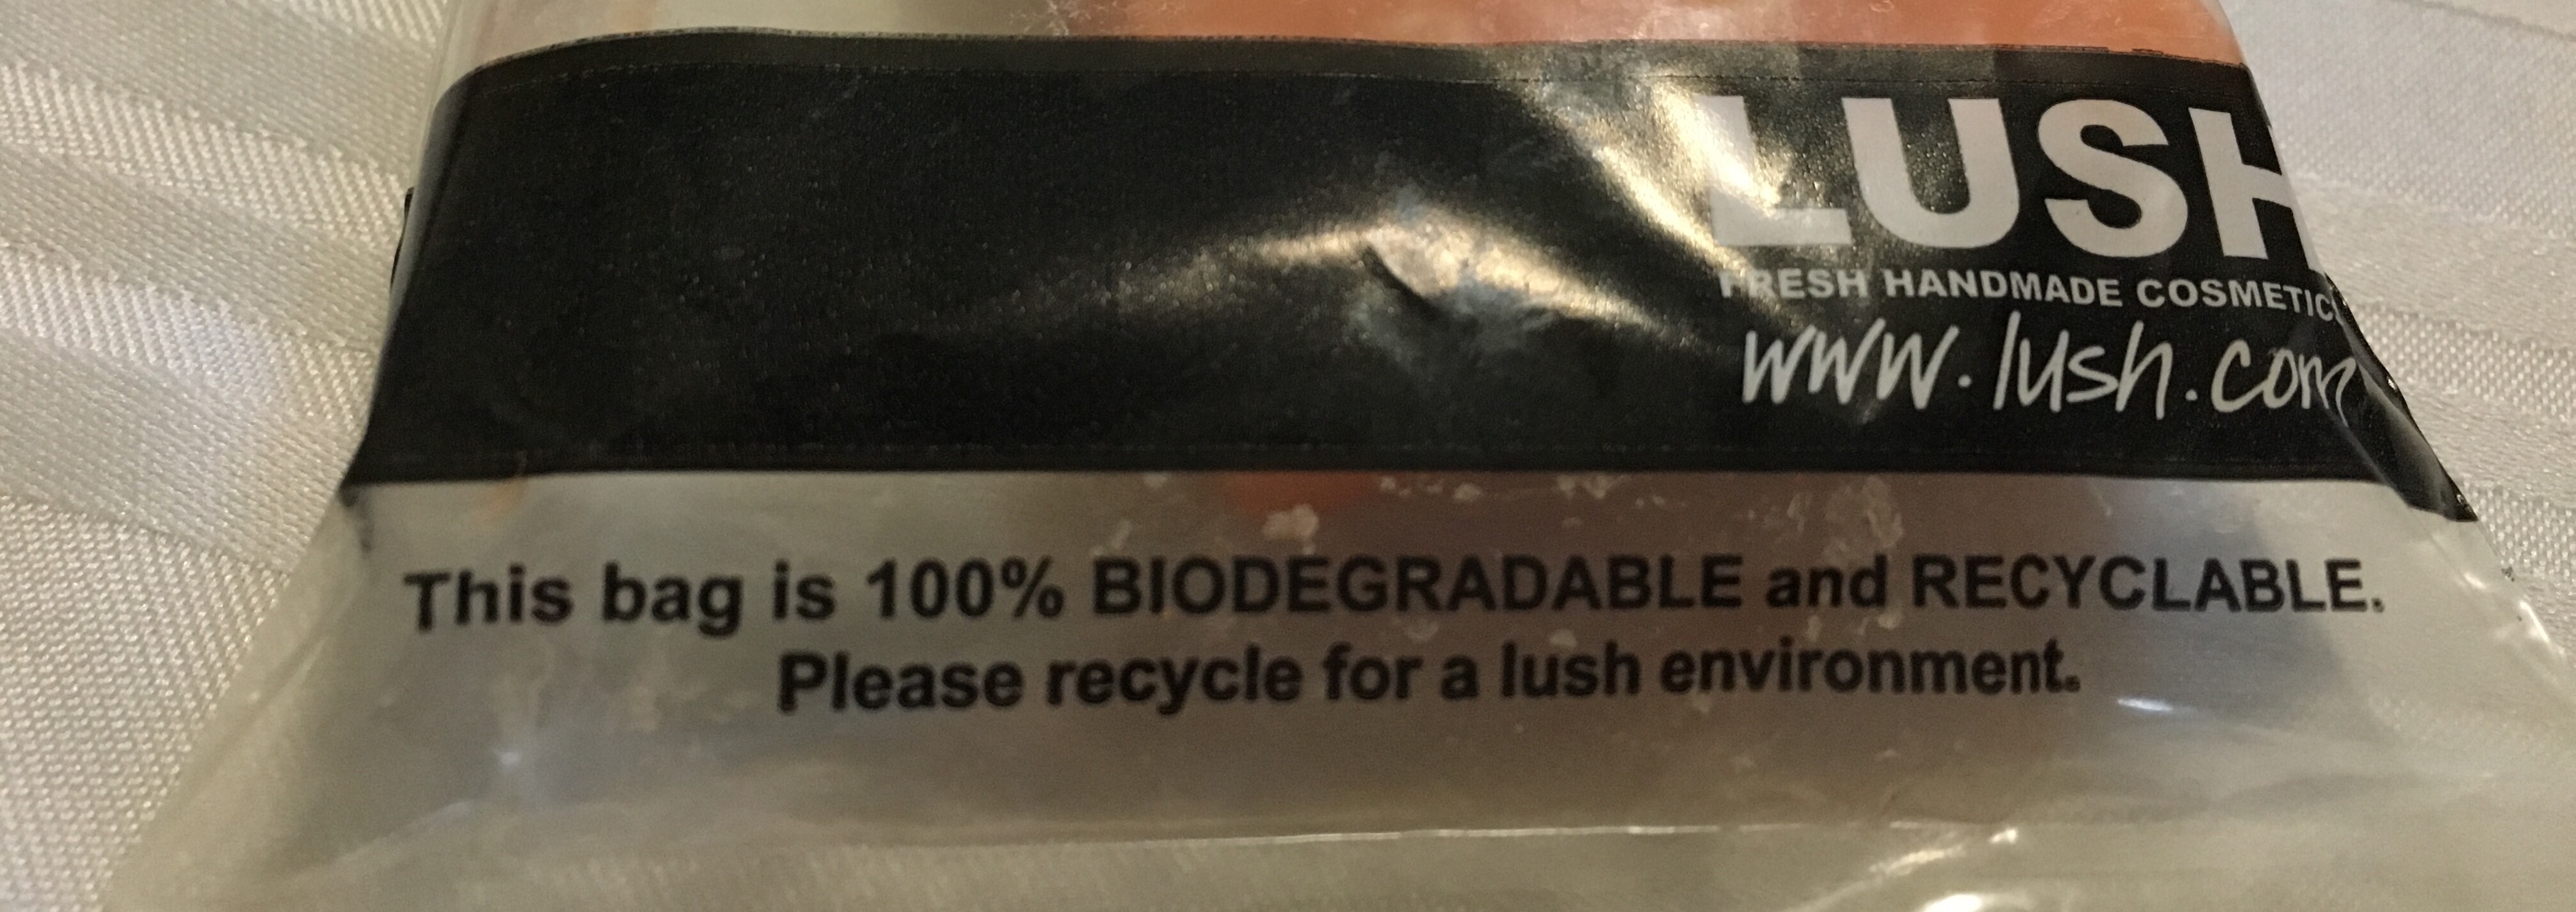 LUSH
FRESH HANDMADE COSMETICS
www.lush.com
This bag is 100% BIODEGRADABLE and RECYCLABLE.
Please recycle for a lush environment.